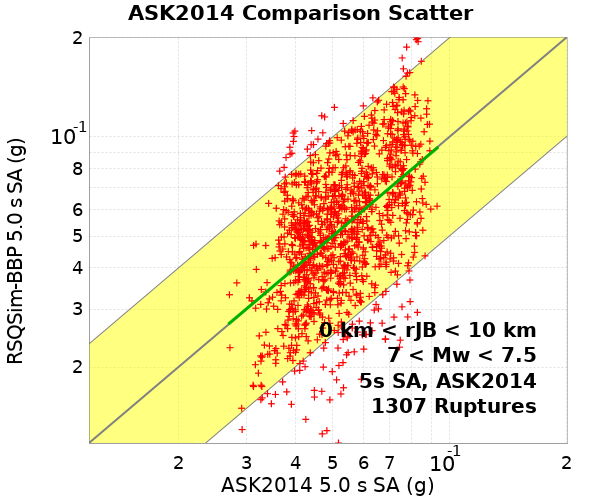 ASK2014 Comparison Scatter
RSQSim-BBP 5.0 s SA (g)
2
10-1
8
6
5
4
3
2
0 km < rJB < 10 km
7 < Mw < 7.5
5s SA, ASK2014
1307 Ruptures
2 3 4 5 6 7 10-1 2
ASK2014 5.0 s SA (g)